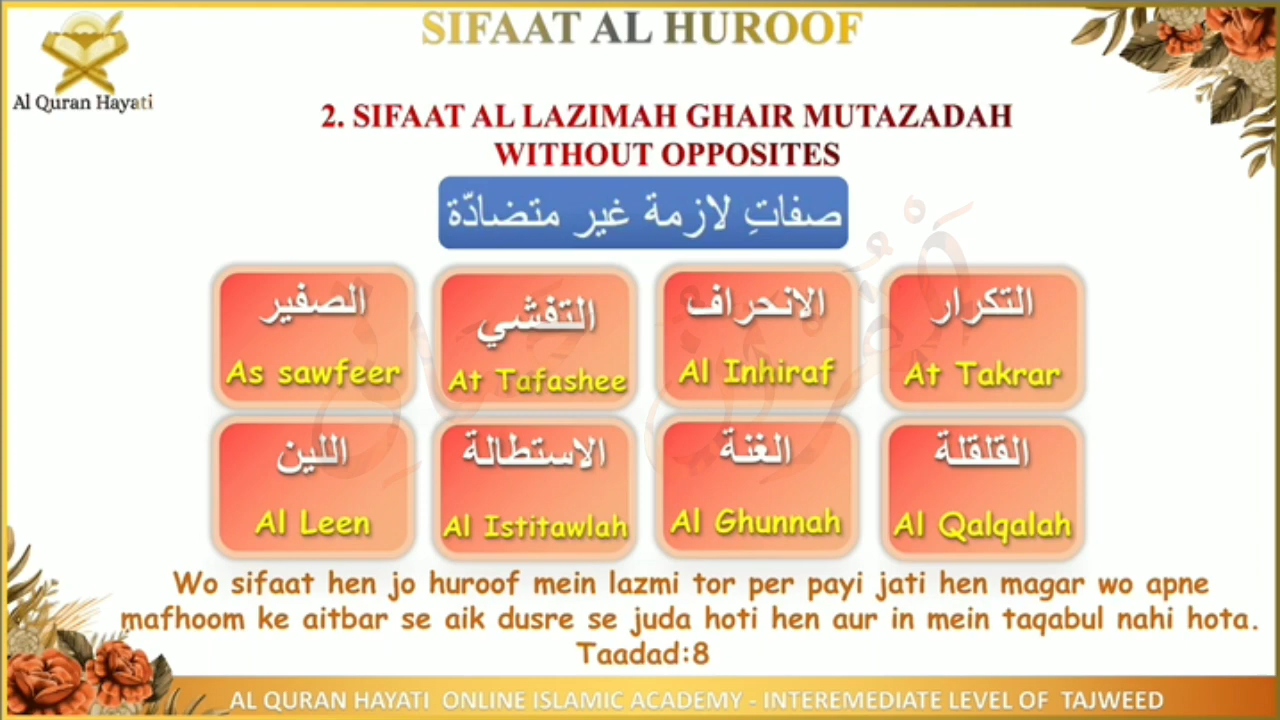 SIFAAT AL HUROOF
Al Quran Hayati
2. SIFAAT AL LAZIMAH GHAIR MUTAZADAH
WITHOUT OPPOSITES
صفاتِ لازمة غير متضادّة
الصفير
As sawfeer
التفشي
At Tafashee
الانحراف
Al Inhiraf
التكرار
At Takrar
اللين
Al Leen
الاستطالة
Al Istitawlah
الغنة
Al Ghunnah
القلقلة
Al Qalqalah
Wo sifaat hen jo huroof mein lazmi tor per payi jati hen magar wo apne
mafhoom ke aitbar se aik dusre se juda hoti hen aur in mein taqabul nahi hota.
Taadad:8
AL QURAN HAYATI ONLINE ISLAMIC ACADEMY - INTEREMEDIATE LEVEL OF TAJWEED